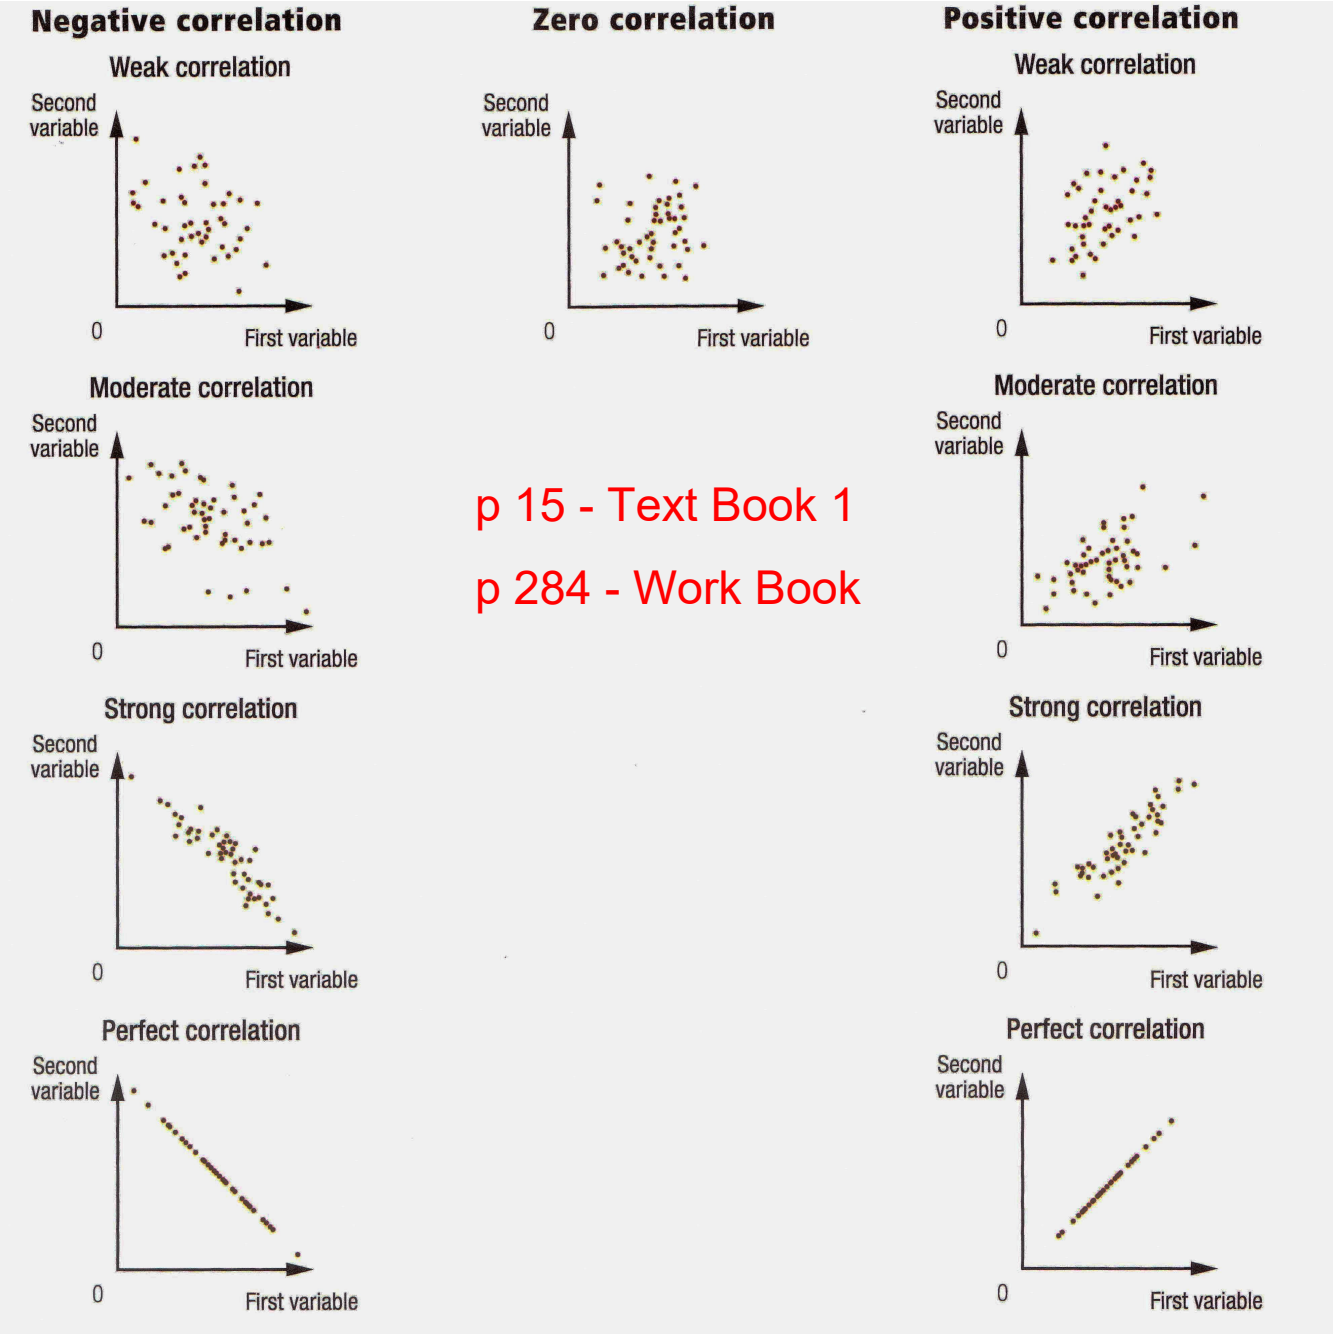 Negative correlation
Zero correlation
Positive correlation
Weak correlation
Second
variable
0
First variable
Second
variable
0
First variable
Weak correlation
Second
variable
0
First variable
Moderate correlation
Second
variable
0
First variable
p 15 - Text Book 1
p 284 - Work Book
Moderate correlation
Second
variable
0
First variable
Strong correlation
Second
variable
0
First variable
Strong correlation
Second
variable
0
First variable
Perfect correlation
Second
variable
0
First variable
Perfect correlation
Second
variable
0
First variable